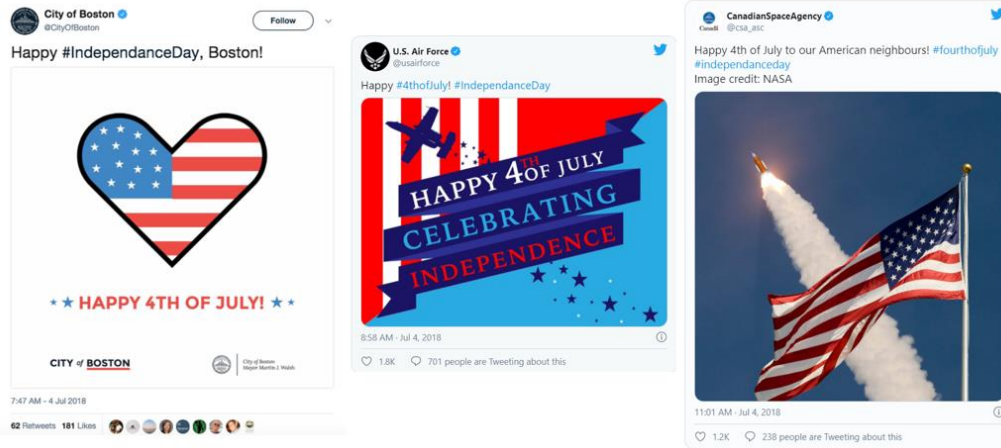 City of Boston
@CityOfBoston
Follow
Happy #IndependanceDay, Boston!
HAPPY 4TH OF JULY!
CITY of BOSTON
City of Boston
Mayor Martin J. Walsh
7:47 AM - 4 Jul 2018
62 Retweets 181 Likes
U.S. Air Force
@usairforce
Happy #4thofJuly! #IndependanceDay
HAPPY 4TH OF JULY
CELEBRATING
INDEPENDENCE
8:58 AM · Jul 4, 2018
1.8K 701 people are Tweeting about this
CanadianSpaceAgency
@csa_asc
Canada
Happy 4th of July to our American neighbours! #fourthofjuly
#independanceday
Image credit: NASA
11:01 AM · Jul 4, 2018
1.2K 238 people are Tweeting about this